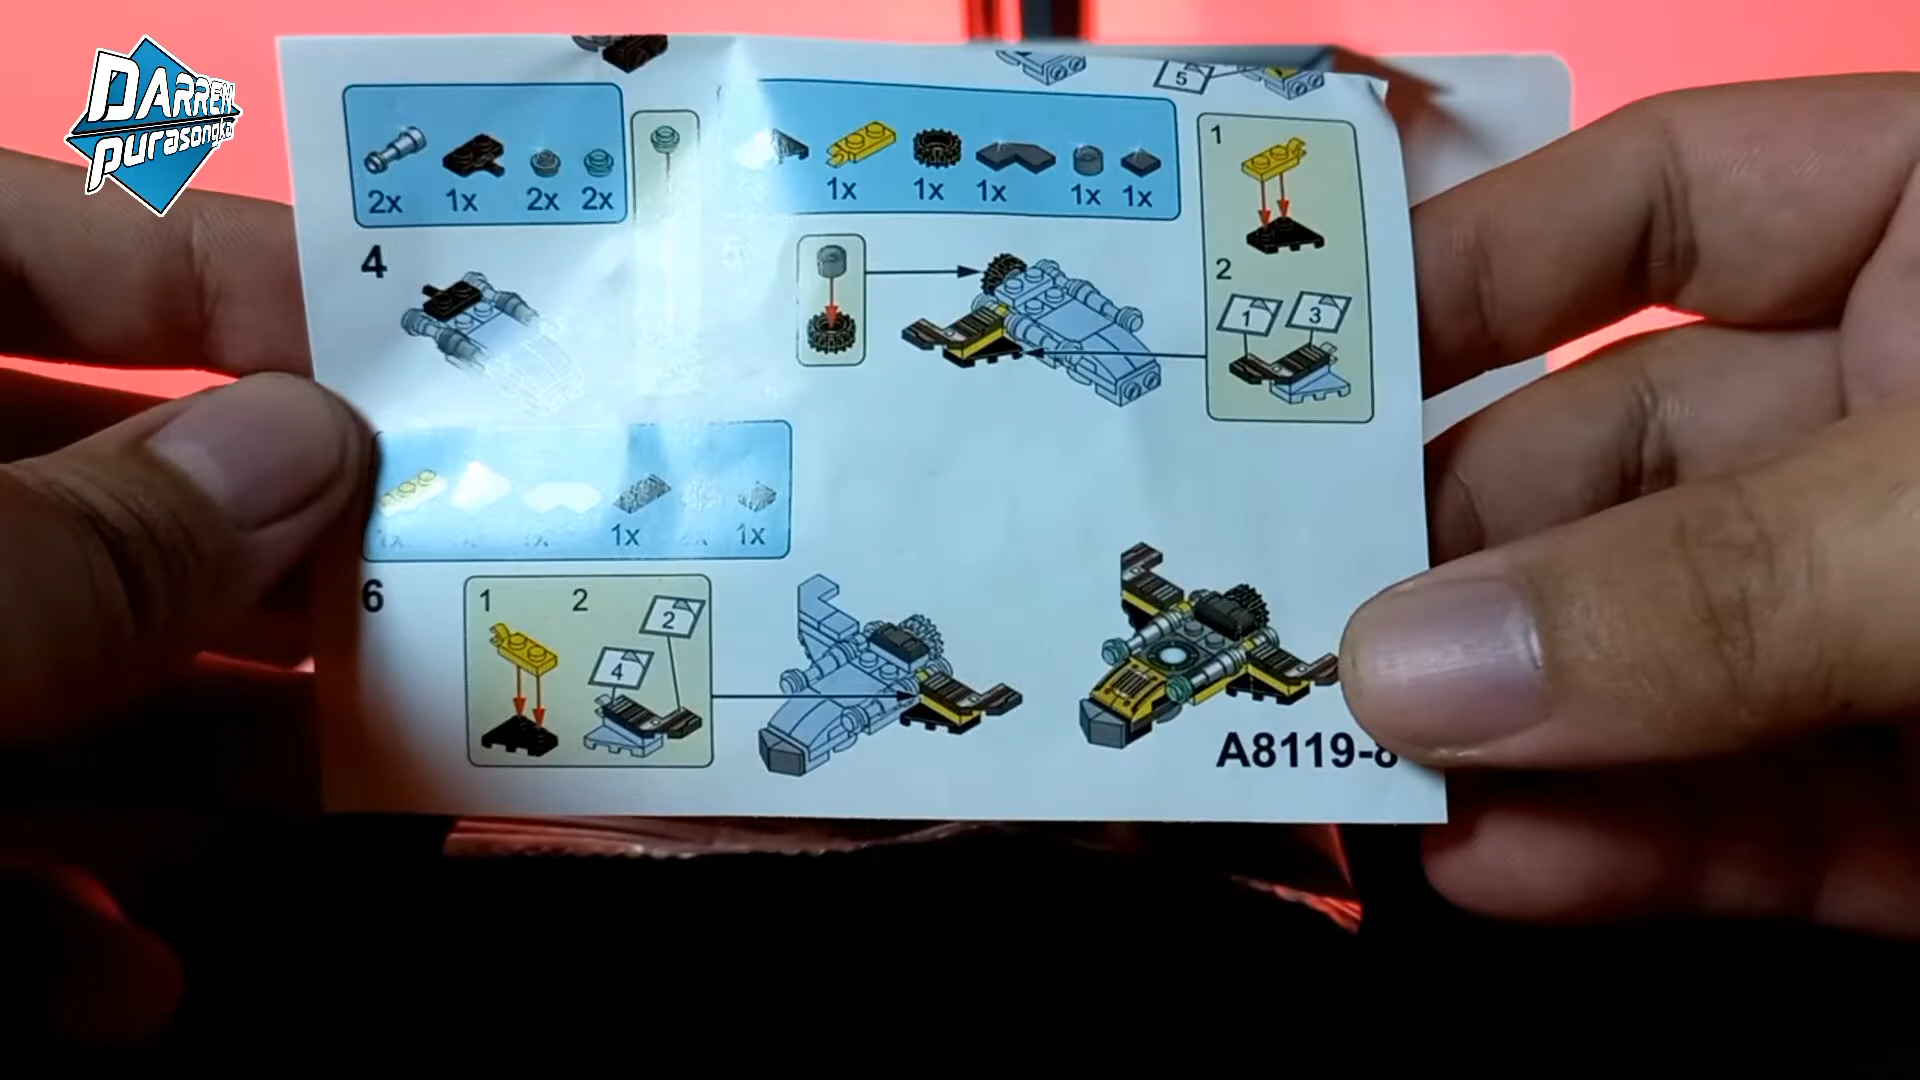 DARREN
purasongka
5
2x 1x 2x 2x
1x 1x 1x 1x 1x
4
5
1
2
1 3
1x 1x
6
1 2
2
4
A8119-8